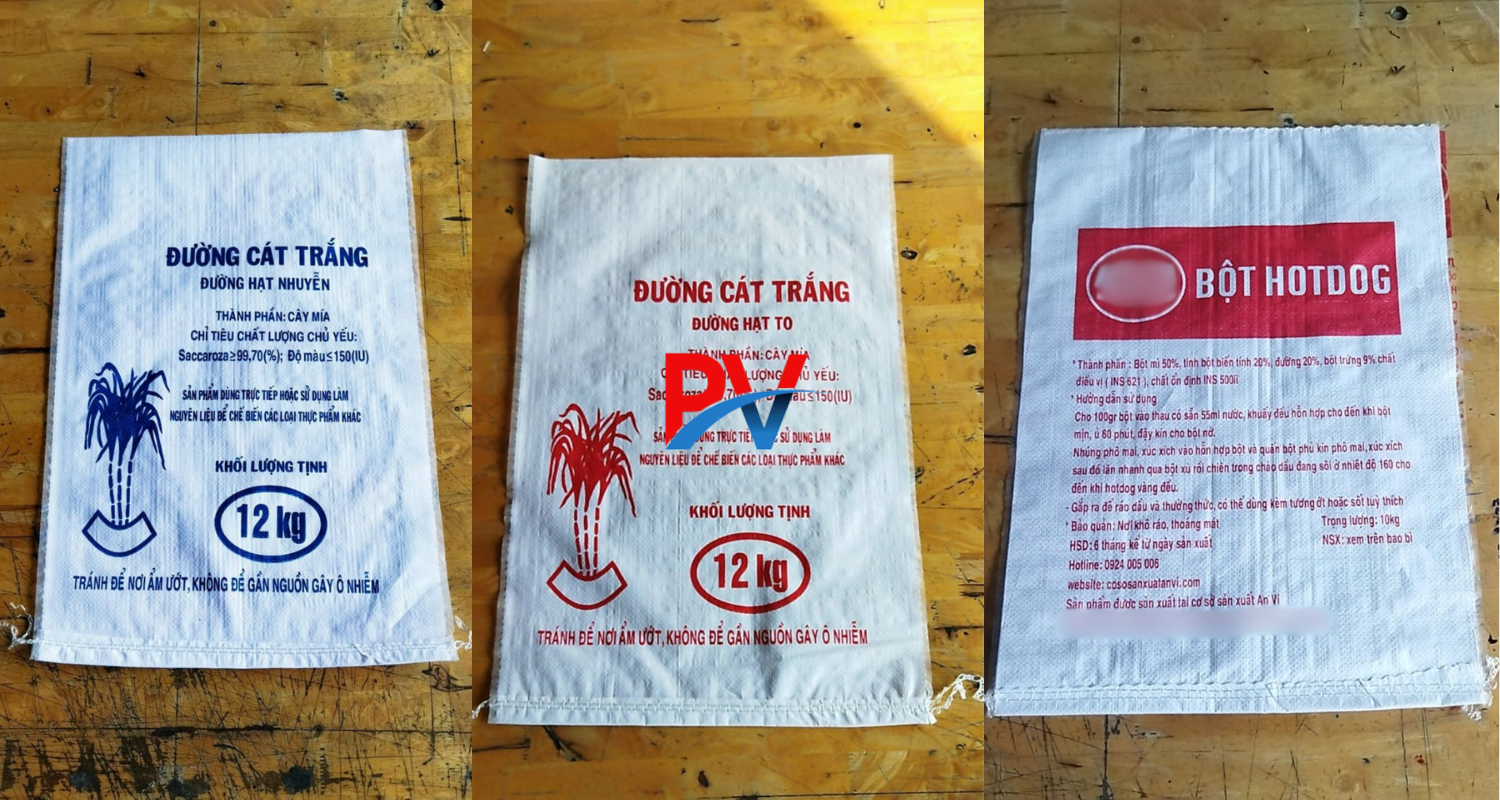 ĐƯỜNG CÁT TRẮNG
ĐƯỜNG HẠT NHUYỄN
THÀNH PHẦN: CÂY MÍA
CHỈ TIÊU CHẤT LƯỢNG CHỦ YẾU:
Saccaroza≥99,70(%); Độ màu≤150(IU)
SẢN PHẨM DÙNG TRỰC TIẾP HOẶC SỬ DỤNG LÀM
NGUYÊN LIỆU ĐỂ CHẾ BIẾN CÁC LOẠI THỰC PHẨM KHÁC
KHỐI LƯỢNG TỊNH
12 kg
TRÁNH ĐỂ NƠI ẨM ƯỚT, KHÔNG ĐỂ GẦN NGUỒN GÂY Ô NHIỄM
ĐƯỜNG CÁT TRẮNG
ĐƯỜNG HẠT TO
THÀNH PHẦN: CÂY MÍA
TIÊU LƯỢNG CHỦ YẾU:
màu≤150(IU)
PV
SỬ DỤNG LÀM
NGUYÊN LIỆU ĐỂ CHẾ BIẾN CÁC LOẠI THỰC PHẨM KHÁC
KHỐI LƯỢNG TỊNH
12 kg
TRÁNH ĐỂ NƠI ẨM ƯỚT, KHÔNG ĐỂ GẦN NGUỒN GÂY Ô NHIỄM
BỘT HOTDOG
* Thành phần : Bột mì 50%, tinh bột biến tính 20%, đường 20%, bột trứng 9% chất
điều vị ( INS 621 ), chất ổn định INS 500ii
* Hướng dẫn sử dụng
Cho 100gr bột vào thau có sẵn 55ml nước, khuấy đều hỗn hợp cho đến khi bột
mịn, ủ 60 phút, đậy kín cho bột nở.
Nhúng phô mai, xúc xích vào hỗn hợp bột và quấn bột phủ kín phô mai, xúc xích
sau đó lăn nhanh qua bột xù rồi chiên trong chảo dầu đang sôi ở nhiệt độ 160 cho
đến khi hotdog vàng đều.
- Gắp ra để ráo dầu và thưởng thức, có thể dùng kèm tương ớt hoặc sốt tuỳ thích
* Bảo quản: Nơi khô ráo, thoáng mát
Trọng lượng: 10kg
HSD: 6 tháng kể từ ngày sản xuất
NSX: xem trên bao bì
Hotline: 0924 005 006
website: cososanxuatanvi.com
Sản phẩm được sản xuất tại cơ sở sản xuất An Vi